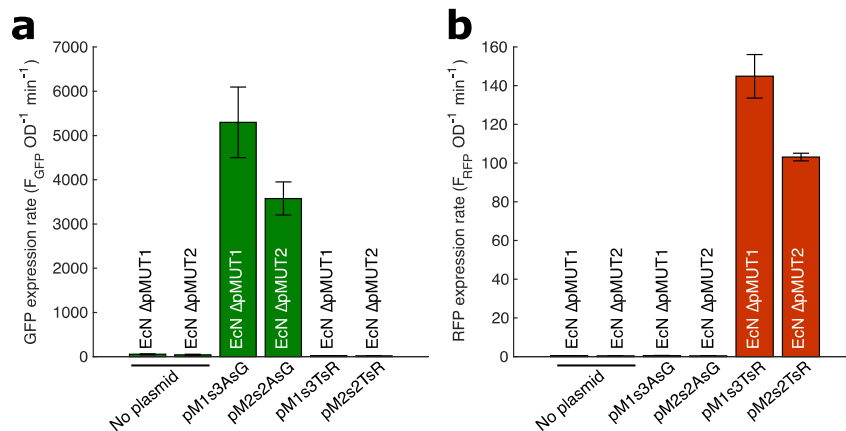 a
GFP expression rate (F_GFP OD⁻¹ min⁻¹)
7000
6000
5000
4000
3000
2000
1000
0
EcN ΔpMUT1
EcN ΔpMUT2
EcN ΔpMUT1
EcN ΔpMUT2
EcN ΔpMUT1
EcN ΔpMUT2
No plasmid
pM1s3AsG
pM2s2AsG
pM1s3TsR
pM2s2TsR
b
RFP expression rate (F_RFP OD⁻¹ min⁻¹)
160
140
120
100
80
60
40
20
0
EcN ΔpMUT1
EcN ΔpMUT2
EcN ΔpMUT1
EcN ΔpMUT2
EcN ΔpMUT1
EcN ΔpMUT2
No plasmid
pM1s3AsG
pM2s2AsG
pM1s3TsR
pM2s2TsR